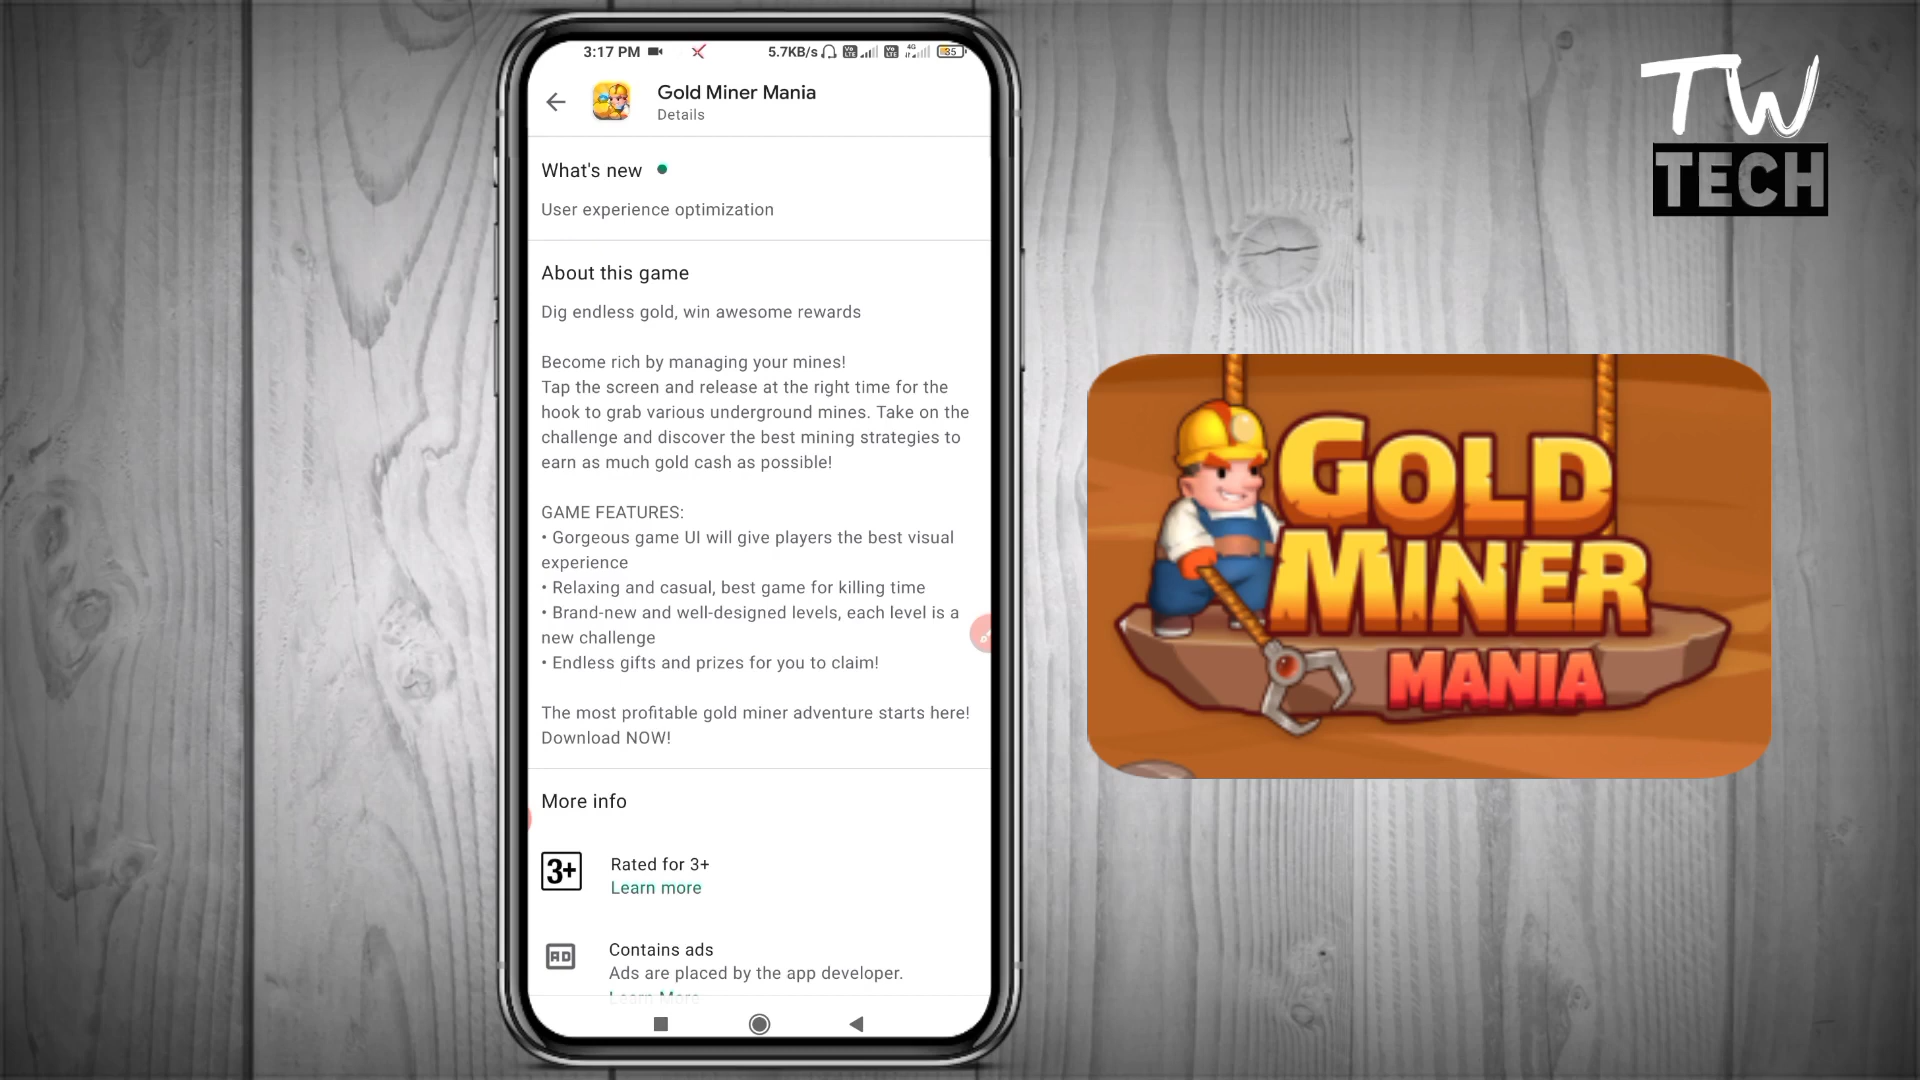 3:17 PM
5.7KB/s
Vo
LTE
Vo
LTE
4G
35
Gold Miner Mania
Details
What's new
User experience optimization
About this game
Dig endless gold, win awesome rewards
Become rich by managing your mines!
Tap the screen and release at the right time for the
hook to grab various underground mines. Take on the
challenge and discover the best mining strategies to
earn as much gold cash as possible!
GAME FEATURES:
• Gorgeous game UI will give players the best visual
experience
• Relaxing and casual, best game for killing time
• Brand-new and well-designed levels, each level is a
new challenge
• Endless gifts and prizes for you to claim!
The most profitable gold miner adventure starts here!
Download NOW!
More info
3+
Rated for 3+
Learn more
AD
Contains ads
Ads are placed by the app developer.
Learn More
TW
TECH
GOLD
MINER
MANIA